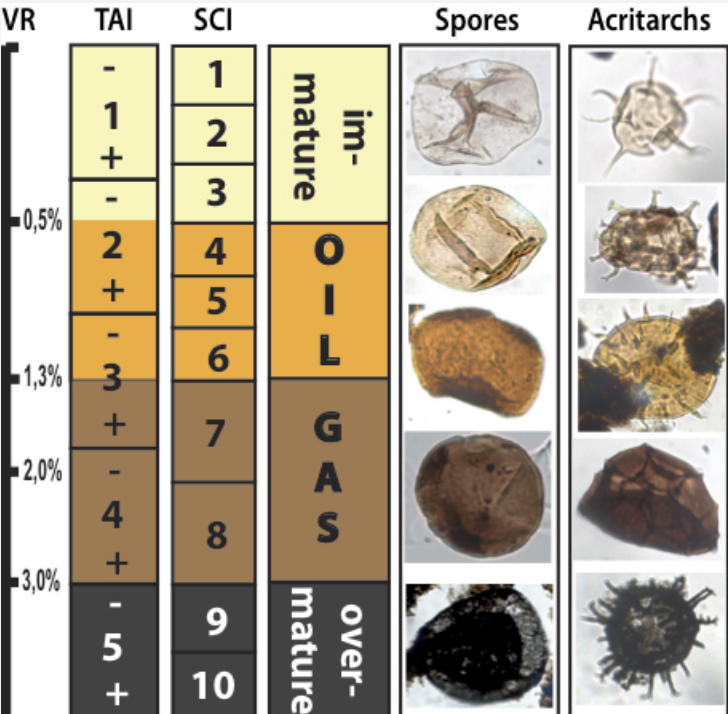 VR TAI SCI Spores Acritarchs
-
1
+
-
2
+
-
3
+
-
4
+
-
5
+
1
2
3
4
5
6
7
8
9
10
im-
mature
O
I
L
G
A
S
over-
mature
0,5%
1,3%
2,0%
3,0%